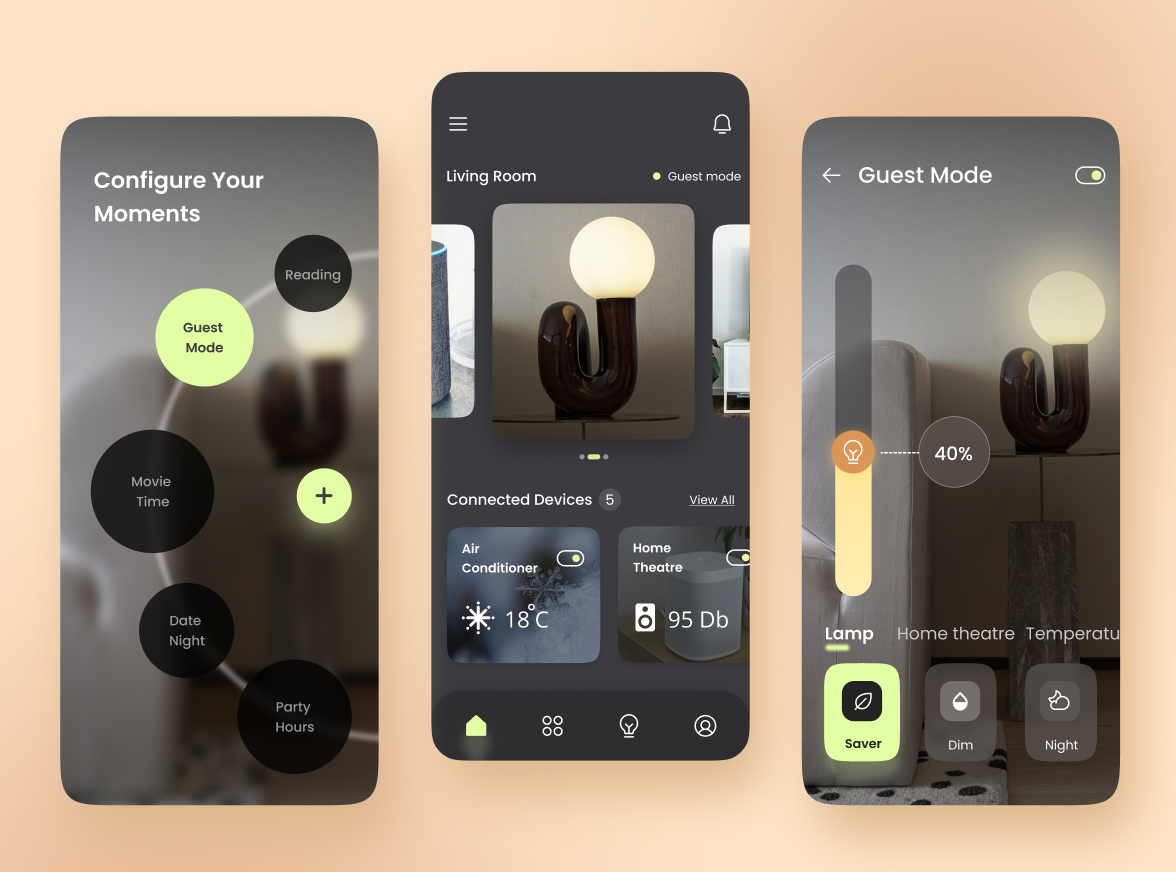 Configure Your
Moments
Reading
Guest
Mode
Movie
Time
Date
Night
Party
Hours
Living Room
Guest mode
Connected Devices 5
View All
Air
Conditioner
18°C
Home
Theatre
95 Db
Guest Mode
40%
Lamp Home theatre Temperatu
Saver
Dim
Night